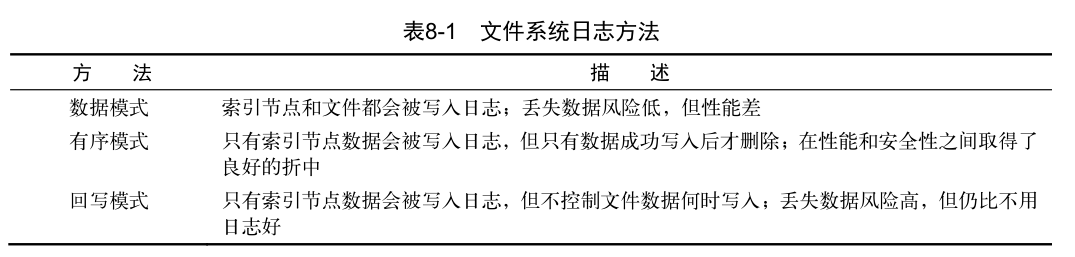 表8-1 文件系统日志方法
方 法 描 述
数据模式 索引节点和文件都会被写入日志；丢失数据风险低，但性能差
有序模式 只有索引节点数据会被写入日志，但只有数据成功写入后才删除；在性能和安全性之间取得了
良好的折中
回写模式 只有索引节点数据会被写入日志，但不控制文件数据何时写入；丢失数据风险高，但仍比不用
日志好